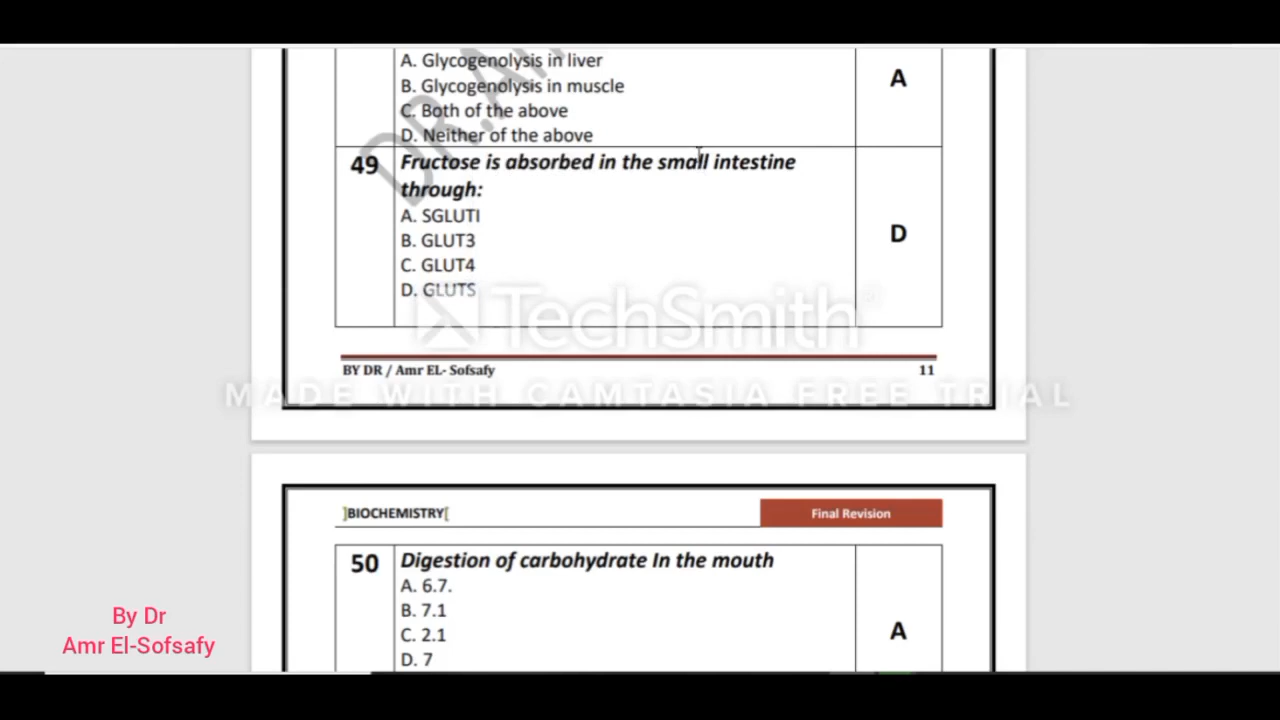 A. Glycogenolysis in liver
B. Glycogenolysis in muscle
C. Both of the above
D. Neither of the above
A
49
Fructose is absorbed in the small intestine
through:
A. SGLUTI
B. GLUT3
C. GLUT4
D. GLUTS
D
TechSmith
BY DR / Amr EL- Sofsafy
11
MADE WITH CAMTASIA FREE TRIAL
]BIOCHEMISTRY[
Final Revision
50
Digestion of carbohydrate In the mouth
A. 6.7.
B. 7.1
C. 2.1
D. 7
A
By Dr
Amr El-Sofsafy